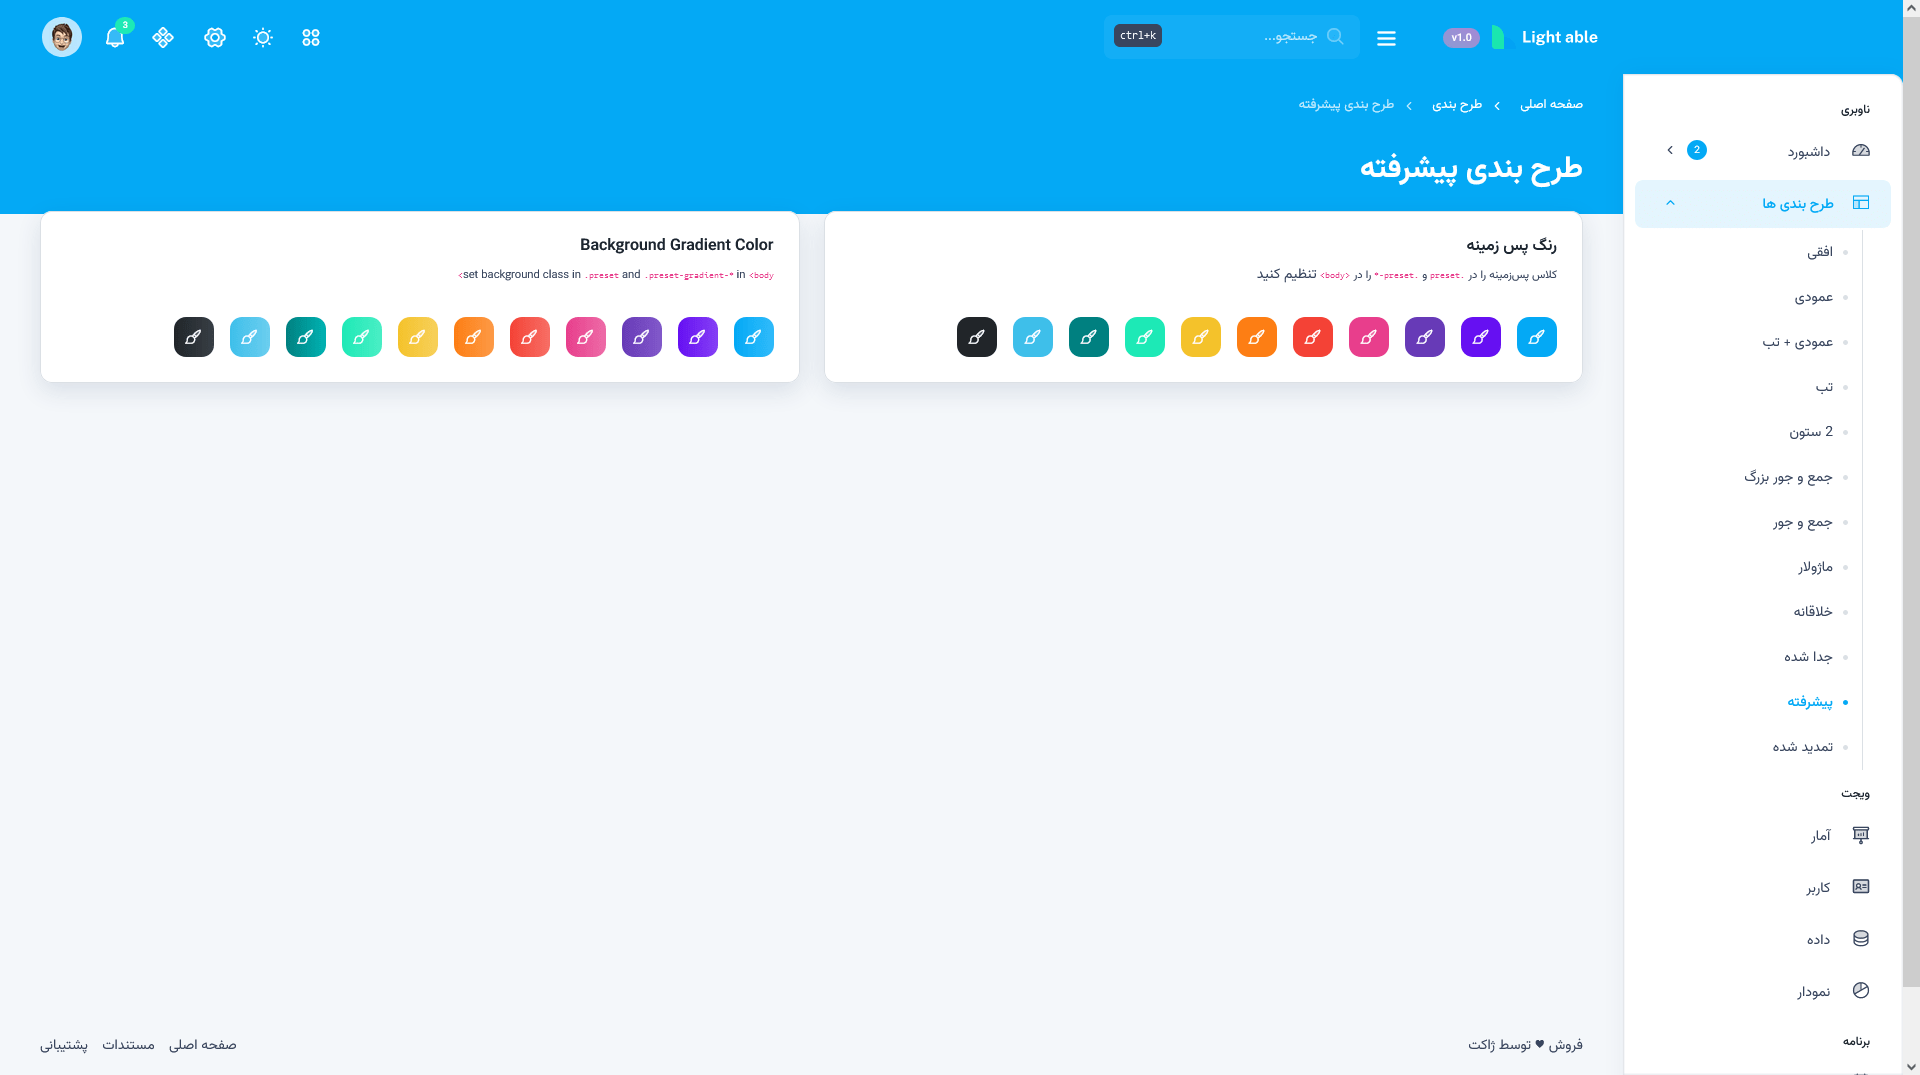 Light able
v1.0
جستجو...
ctrl+k
3
ناوبری
داشبورد
2
طرح بندی ها
افقی
عمودی
عمودی + تب
تب
2 ستون
جمع و جور بزرگ
جمع و جور
ماژولار
خلاقانه
جدا شده
پیشرفته
تمدید شده
ویجت
آمار
کاربر
داده
نمودار
برنامه
صفحه اصلی
طرح بندی
طرح بندی پیشرفته
طرح بندی پیشرفته
رنگ پس زمینه
کلاس پس‌زمینه را در .preset و .preset-* را در <body> تنظیم کنید
Background Gradient Color
set background class in .preset and .preset-gradient-* in <body>
فروش ♥ توسط ژاکت
صفحه اصلی
مستندات
پشتیبانی